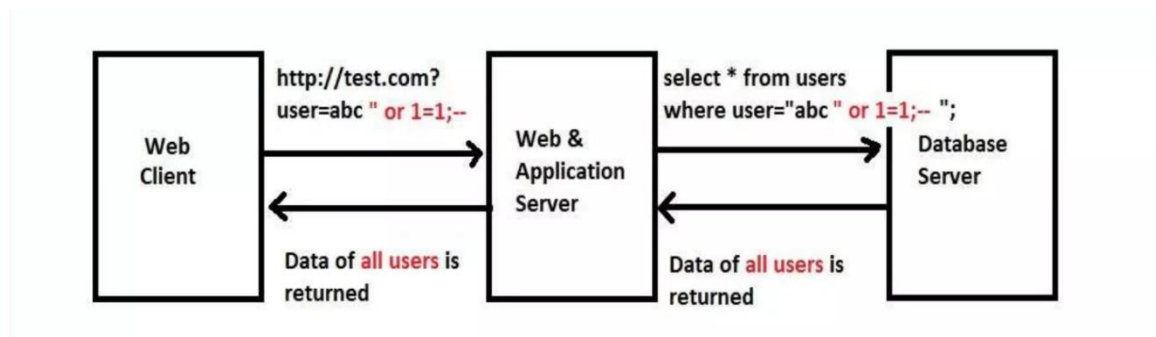 http://test.com?
user=abc " or 1=1;--
select * from users
where user="abc " or 1=1;-- ";
Web
Client
Web &
Application
Server
Database
Server
Data of all users is
returned
Data of all users is
returned